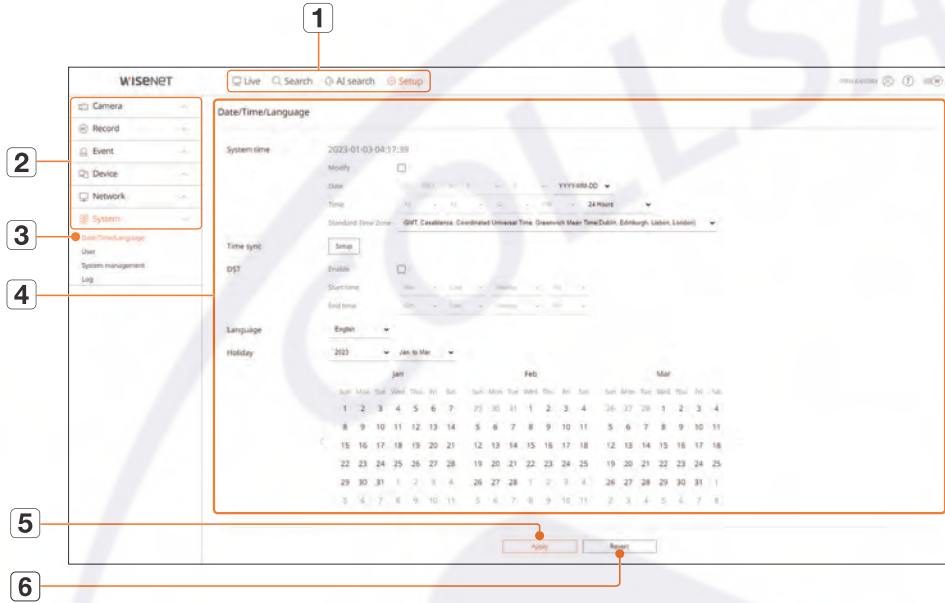 1
WISENET Live Search AI search Setup
Camera
Record
2
Event
Device
Network
System
3
Date/Time/Language
User
System management
Log
4
Date/Time/Language
System time 2023-01-03 04:17:39
Modify
Date YYYY-MM-DD
Time 24 Hours
Standard Time Zone GMT, Casablanca, Coordinated Universal Time, Greenwich Mean Time(Dublin, Edinburgh, Lisbon, London)
Time sync Setup
DST Enable
Start time
End time
Language English
Holiday 2023 Jan. to Mar.
Jan Feb Mar
Sun Mon Tue Wed Thu Fri Sat Sun Mon Tue Wed Thu Fri Sat Sun Mon Tue Wed Thu Fri Sat
1 2 3 4 5 6 7 29 30 31 1 2 3 4 26 27 28 1 2 3 4
8 9 10 11 12 13 14 5 6 7 8 9 10 11 5 6 7 8 9 10 11
15 16 17 18 19 20 21 12 13 14 15 16 17 18 12 13 14 15 16 17 18
22 23 24 25 26 27 28 19 20 21 22 23 24 25 19 20 21 22 23 24 25
29 30 31 1 2 3 4 26 27 28 1 2 3 4 26 27 28 29 30 31 1
5 6 7 8 9 10 11 5 6 7 8 9 10 11 2 3 4 5 6 7 8
5
Apply Revert
6
COLLSA